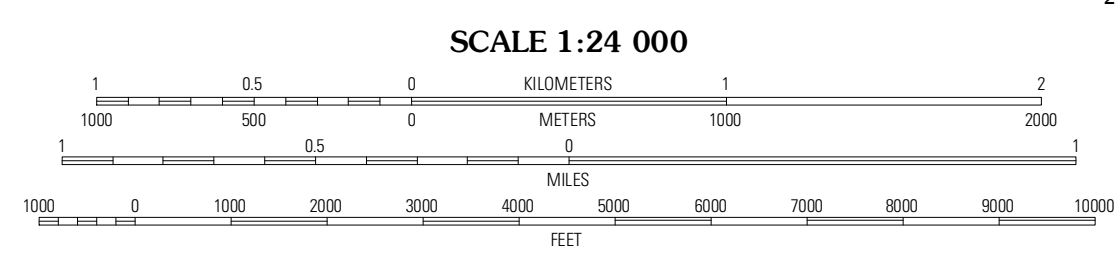 2
SCALE 1:24 000
1 0.5 0 KILOMETERS 1 2
1000 500 0 METERS 1000 2000
1 0.5 0 1
MILES
1000 0 1000 2000 3000 4000 5000 6000 7000 8000 9000 10000
FEET